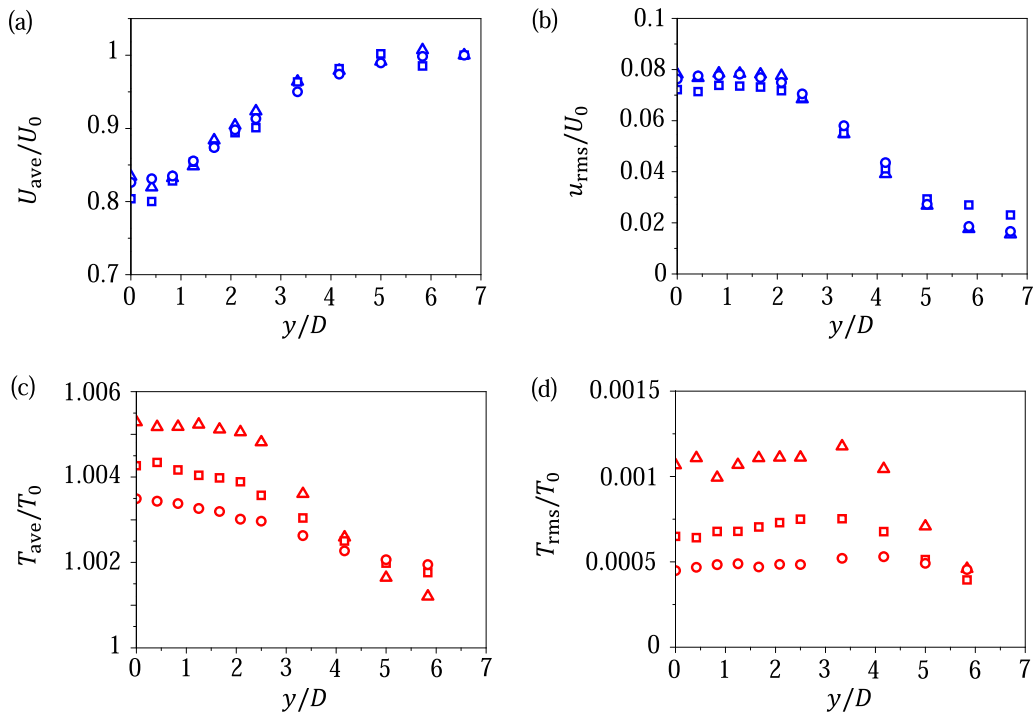 (a)
1
0.9
0.8
0.7
0 1 2 3 4 5 6 7
y/D
U_ave/U_0
(b)
0.1
0.08
0.06
0.04
0.02
0
0 1 2 3 4 5 6 7
y/D
u_rms/U_0
(c)
1.006
1.004
1.002
1
0 1 2 3 4 5 6 7
y/D
T_ave/T_0
(d)
0.0015
0.001
0.0005
0
0 1 2 3 4 5 6 7
y/D
T_rms/T_0